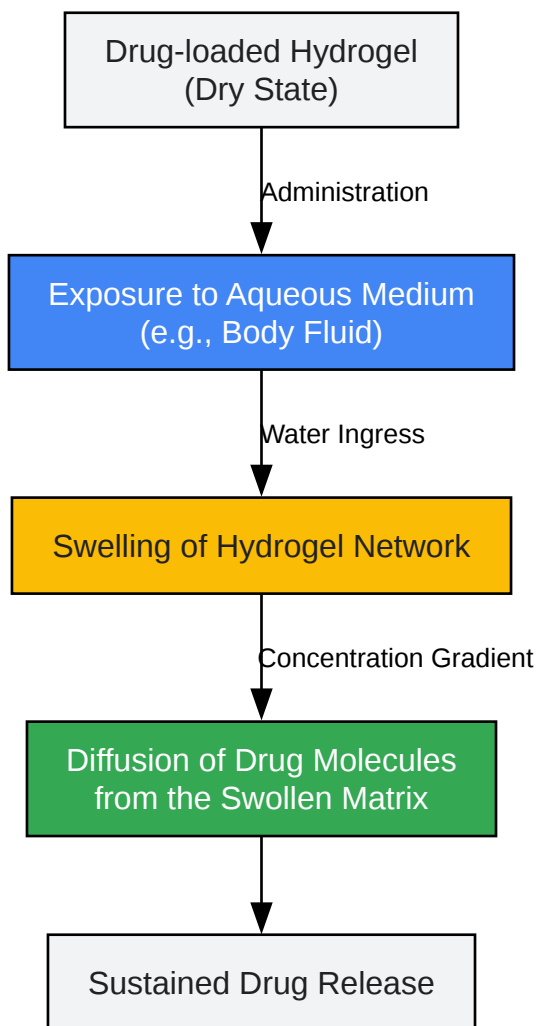 Drug-loaded Hydrogel
(Dry State)
Administration
Exposure to Aqueous Medium
(e.g., Body Fluid)
Water Ingress
Swelling of Hydrogel Network
Concentration Gradient
Diffusion of Drug Molecules
from the Swollen Matrix
Sustained Drug Release